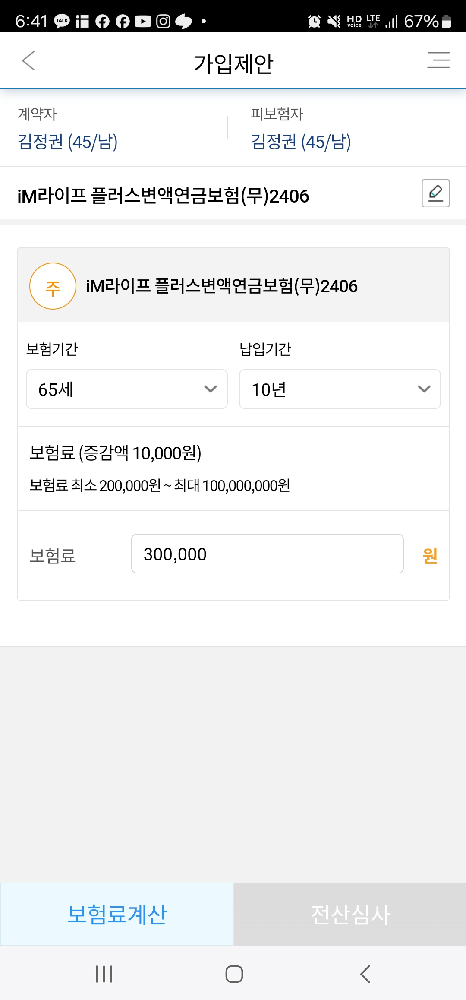 6:41 TALK HD voice LTE 67%
가입제안
계약자
김정권 (45/남)
피보험자
김정권 (45/남)
iM라이프 플러스변액연금보험(무)2406
주 iM라이프 플러스변액연금보험(무)2406
보험기간 납입기간
65세 10년
보험료 (증감액 10,000원)
보험료 최소 200,000원 ~ 최대 100,000,000원
보험료 300,000 원
보험료계산 전산심사